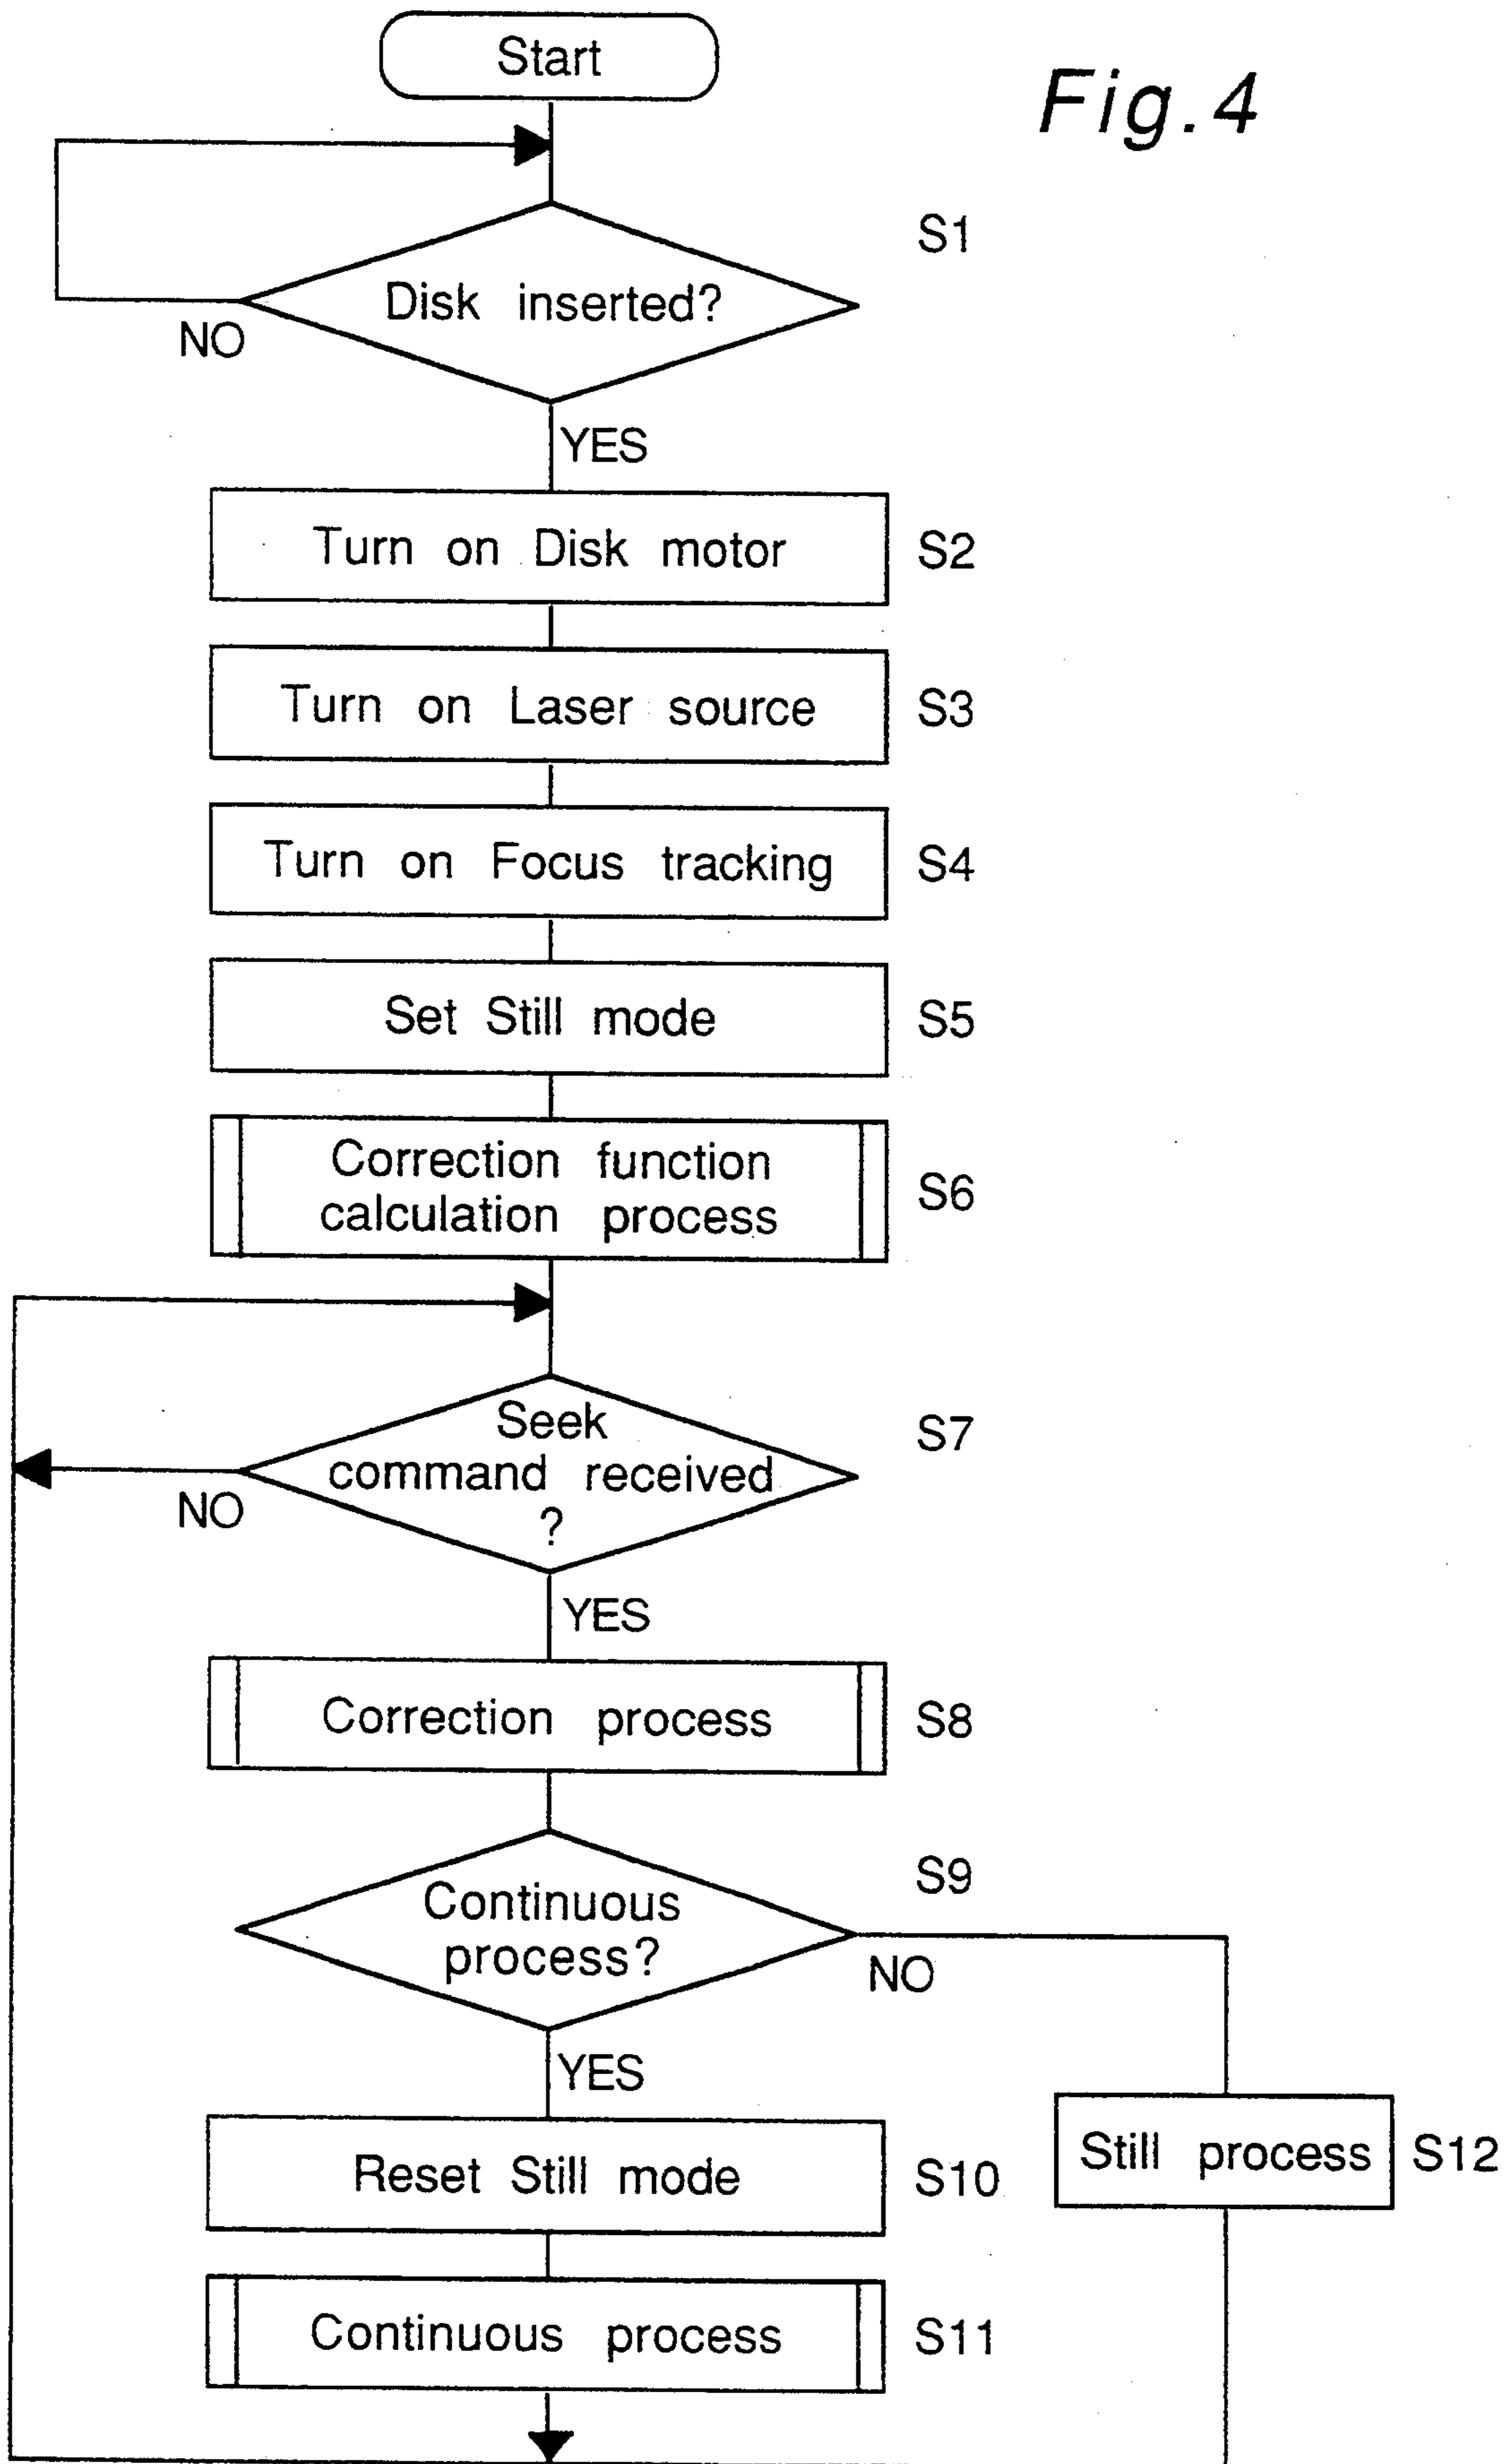 Start
Fig.4
S1
Disk inserted?
NO
YES
Turn on Disk motor
S2
Turn on Laser source
S3
Turn on Focus tracking
S4
Set Still mode
S5
Correction function
calculation process
S6
Seek
command received
?
S7
NO
YES
Correction process
S8
S9
Continuous
process?
NO
YES
Reset Still mode
S10
Still process
S12
Continuous process
S11